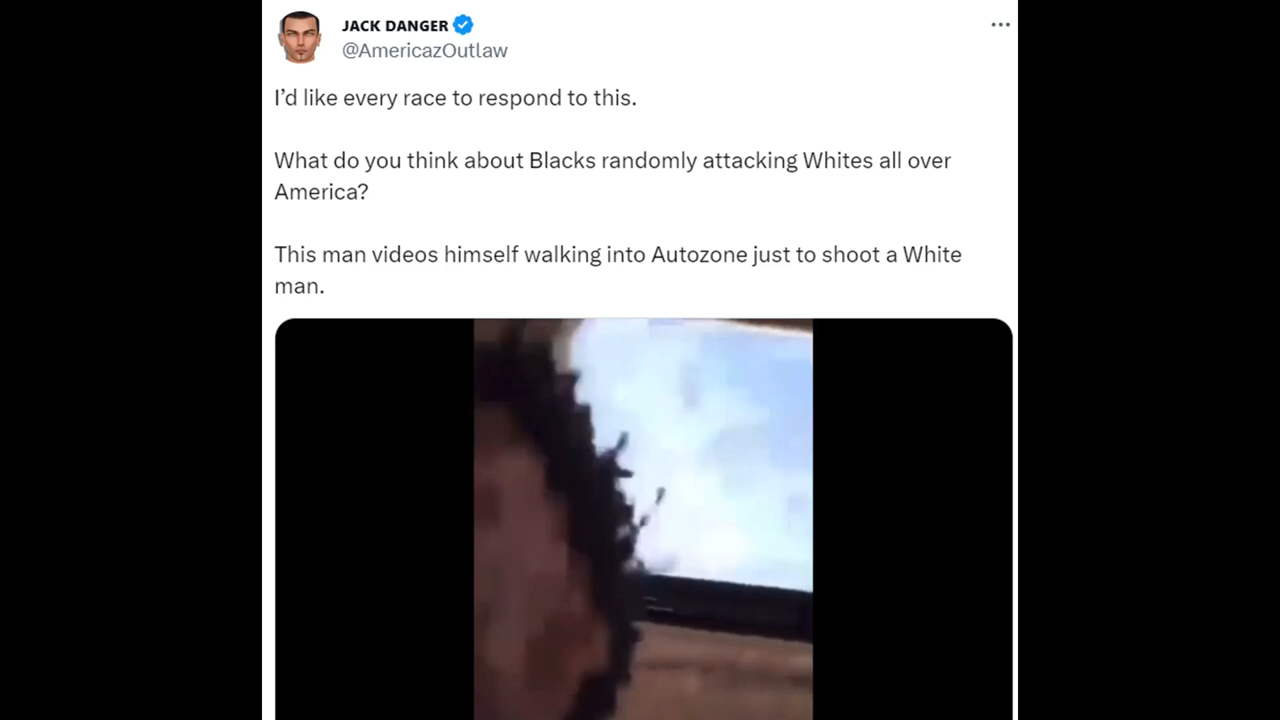 JACK DANGER
@AmericazOutlaw
I’d like every race to respond to this.
What do you think about Blacks randomly attacking Whites all over
America?
This man videos himself walking into Autozone just to shoot a White
man.